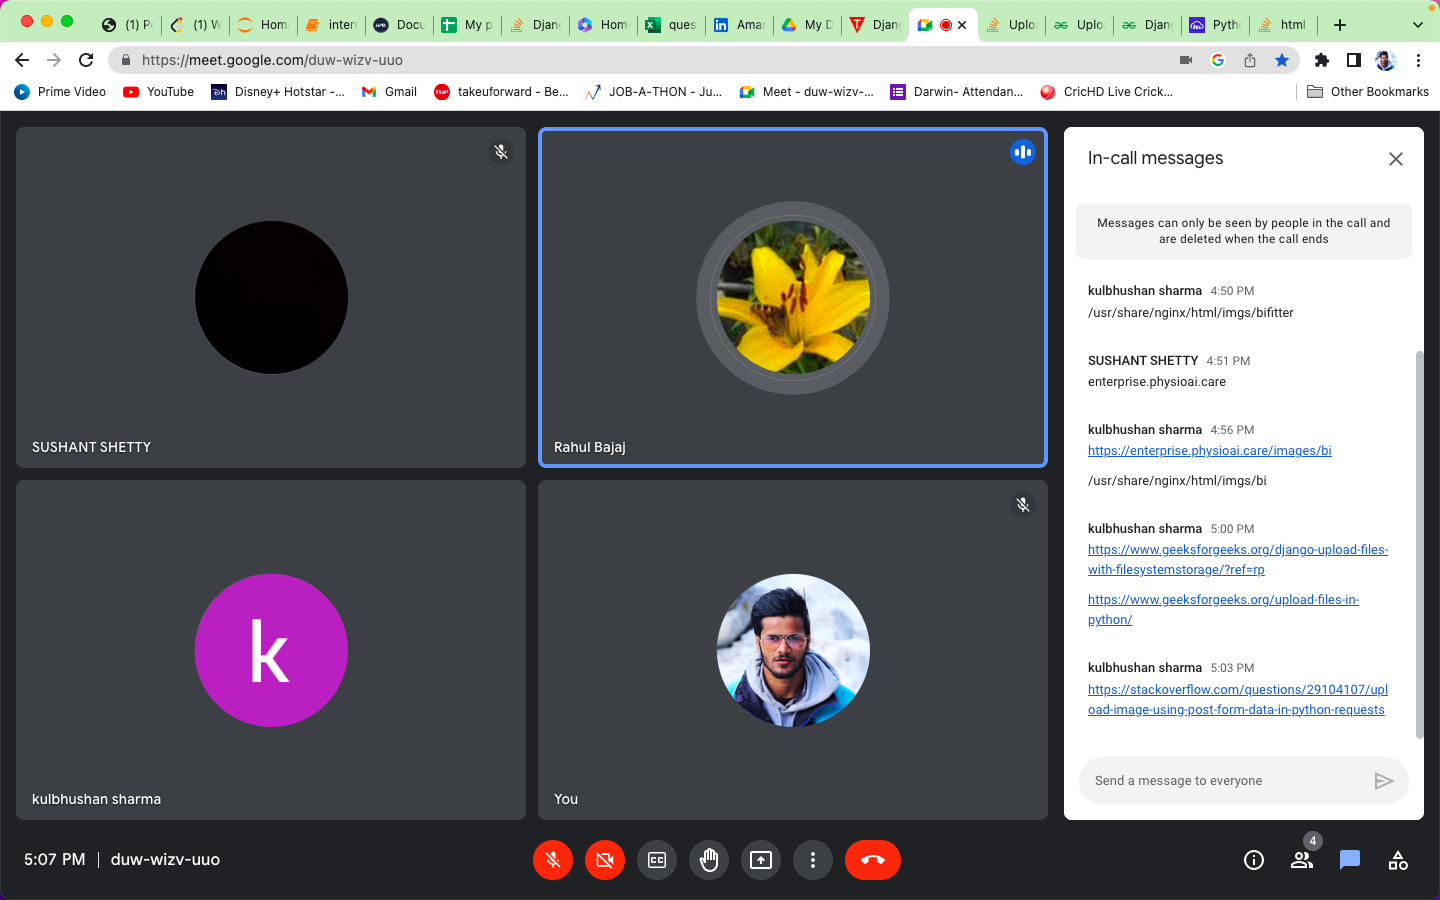 (1) P
(1) W
Hom
inter
Docu
My p
Djan
Hom
ques
Amar
My D
Djan
Uplo
Uplo
Djan
Pyth
html
https://meet.google.com/duw-wizv-uuo
Prime Video
YouTube
Disney+ Hotstar -...
Gmail
takeuforward - Be...
JOB-A-THON - Ju...
Meet - duw-wizv-...
Darwin- Attendan...
CricHD Live Crick...
Other Bookmarks
SUSHANT SHETTY
Rahul Bajaj
k
kulbhushan sharma
You
In-call messages
Messages can only be seen by people in the call and
are deleted when the call ends
kulbhushan sharma 4:50 PM
/usr/share/nginx/html/imgs/bifitter
SUSHANT SHETTY 4:51 PM
enterprise.physioai.care
kulbhushan sharma 4:56 PM
https://enterprise.physioai.care/images/bi
/usr/share/nginx/html/imgs/bi
kulbhushan sharma 5:00 PM
https://www.geeksforgeeks.org/django-upload-files-
with-filesystemstorage/?ref=rp
https://www.geeksforgeeks.org/upload-files-in-
python/
kulbhushan sharma 5:03 PM
https://stackoverflow.com/questions/29104107/upl
oad-image-using-post-form-data-in-python-requests
Send a message to everyone
5:07 PM | duw-wizv-uuo
CC
4